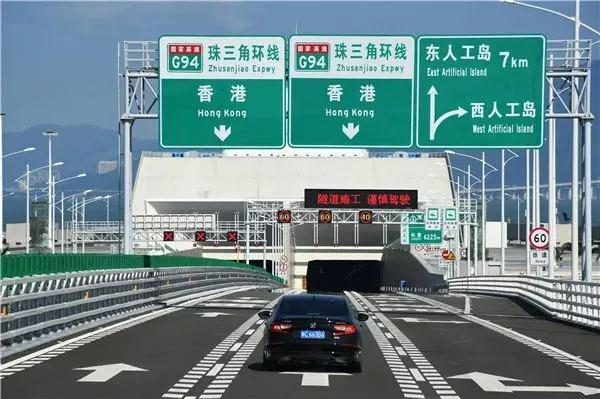 国家高速
G94
珠三角环线
Zhusanjiao Expwy
香 港
Hong Kong
国家高速
G94
珠三角环线
Zhusanjiao Expwy
香 港
Hong Kong
东人工岛 7KM
East Artificial Island
西人工岛
West Artificial Island
隧道施工 谨慎驾驶
60
60
40
6225m
60